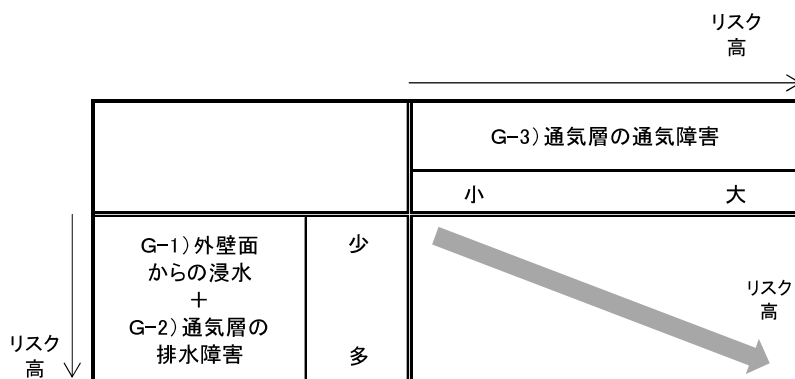 リスク
高
G-3)通気層の通気障害
小 大
G-1)外壁面
からの浸水
+
G-2)通気層の
排水障害
少
多
リスク
高
リスク
高